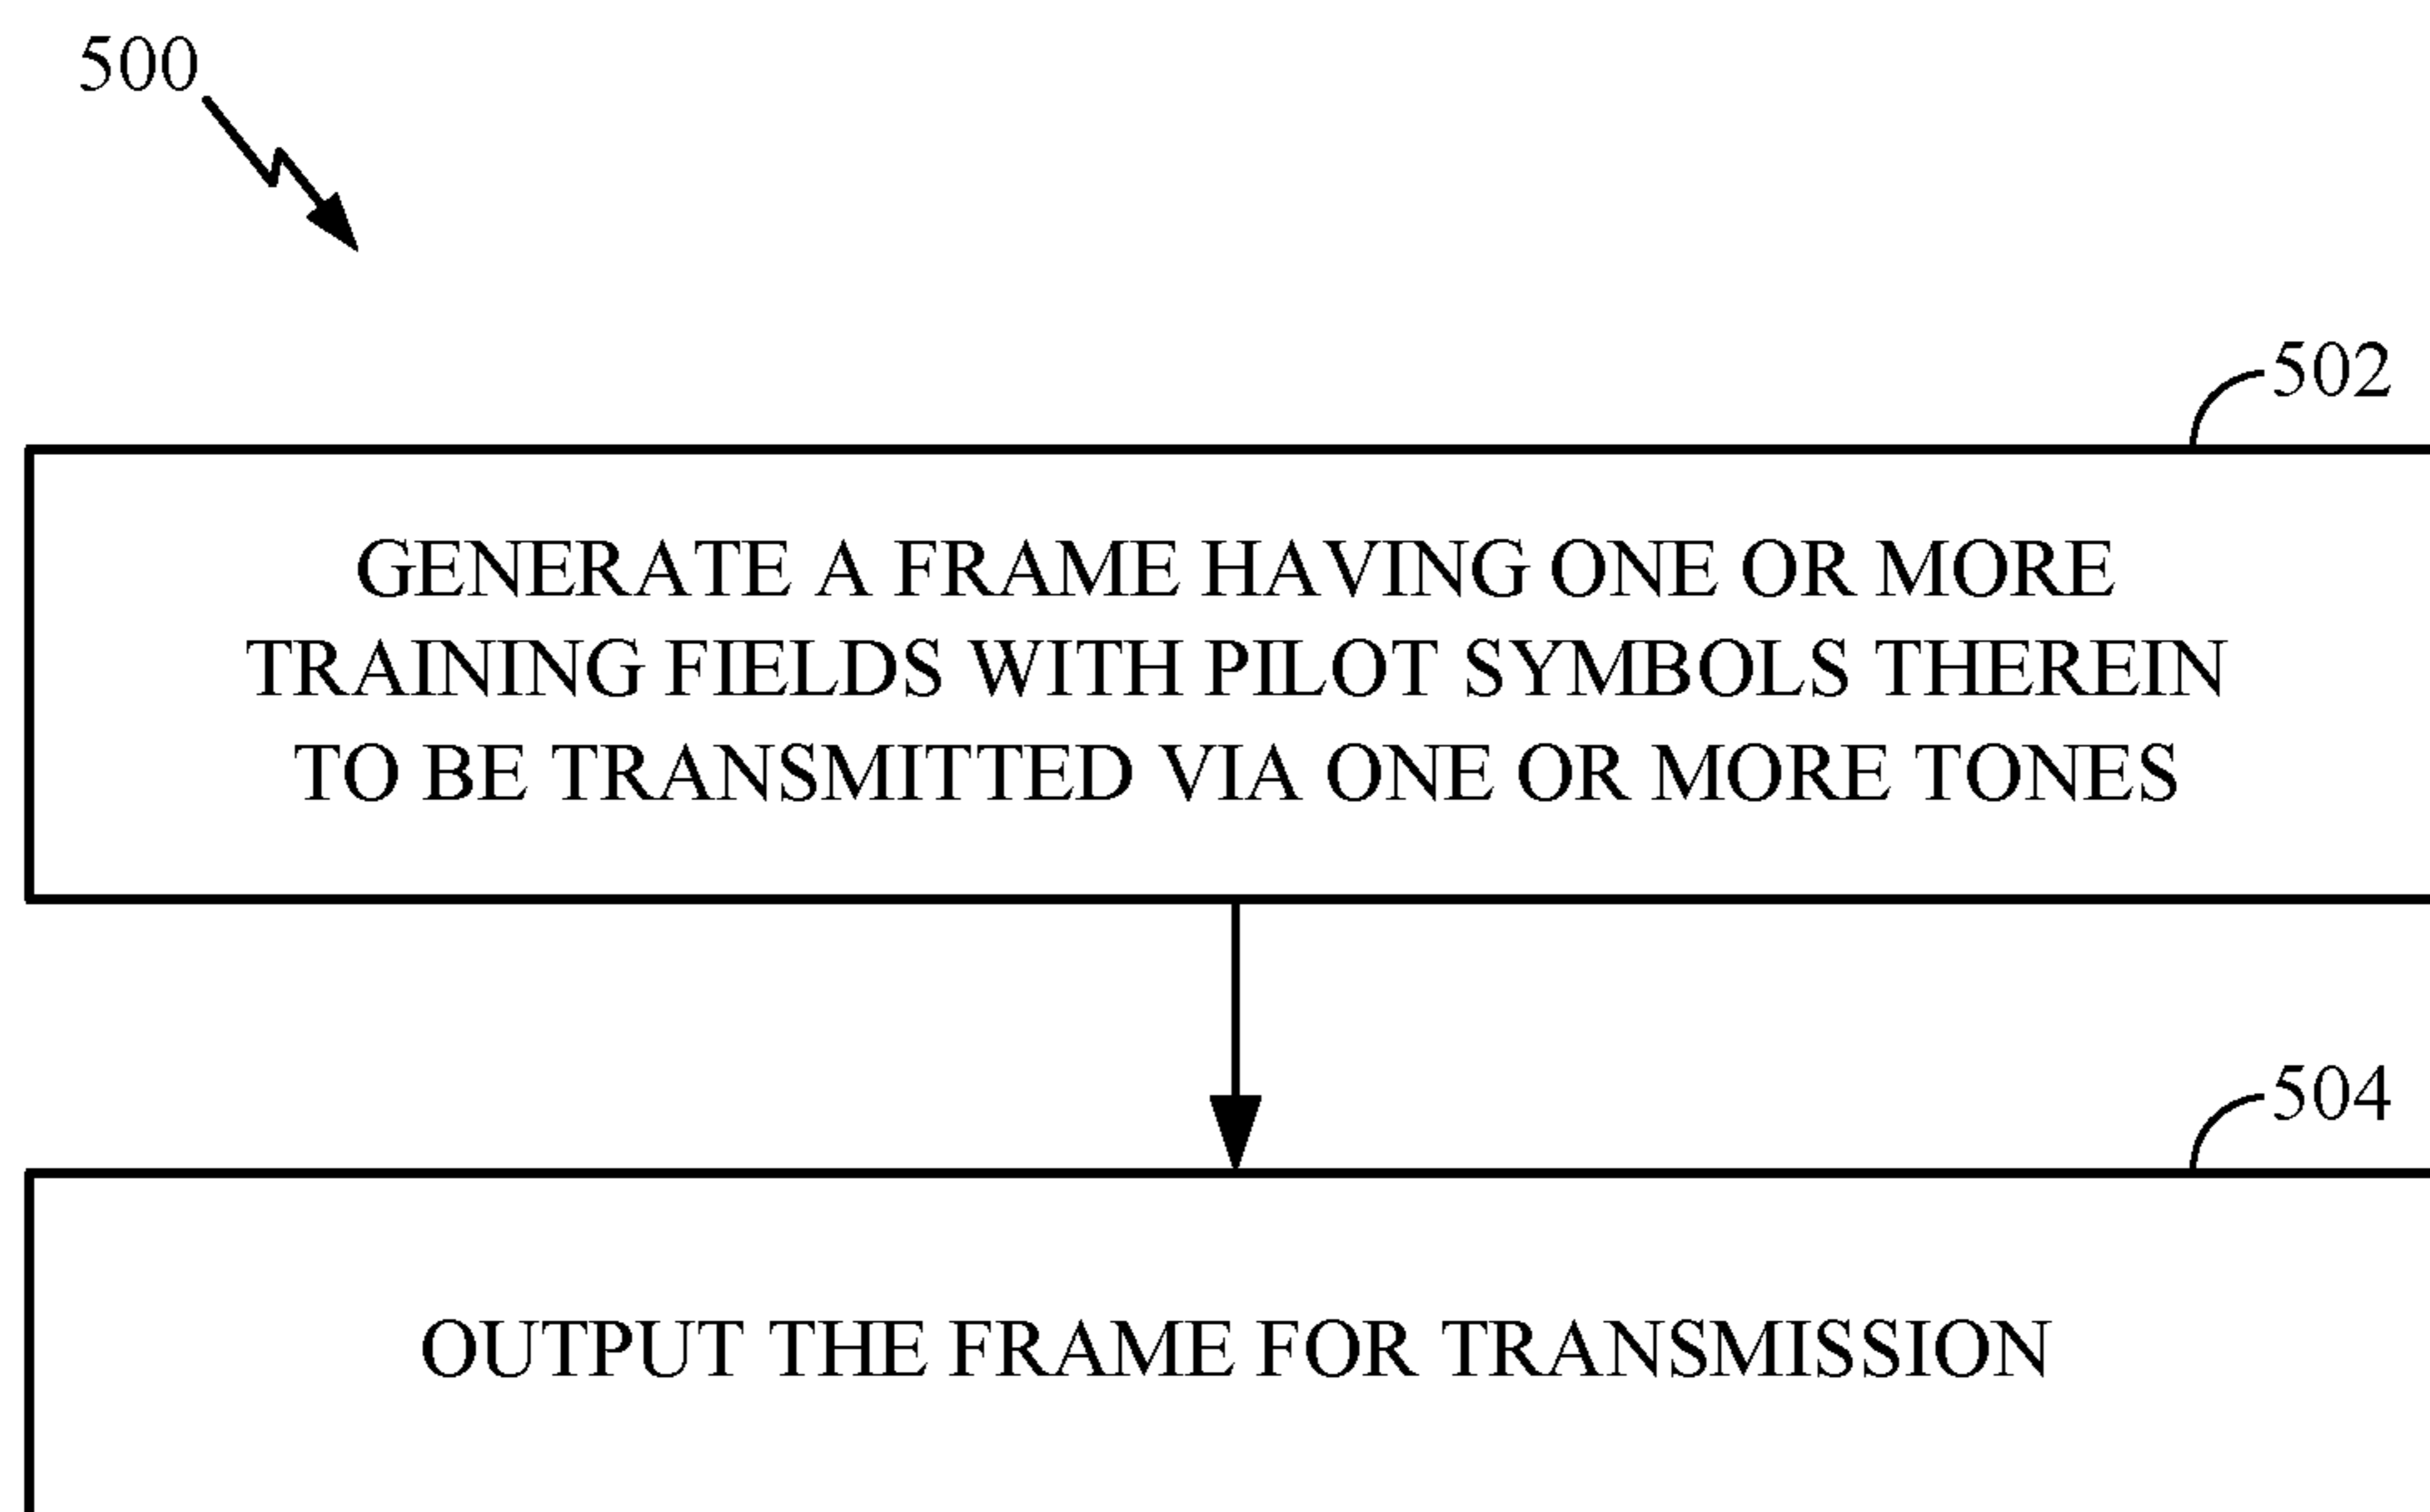 500
502
GENERATE A FRAME HAVING ONE OR MORE
TRAINING FIELDS WITH PILOT SYMBOLS THEREIN
TO BE TRANSMITTED VIA ONE OR MORE TONES
504
OUTPUT THE FRAME FOR TRANSMISSION